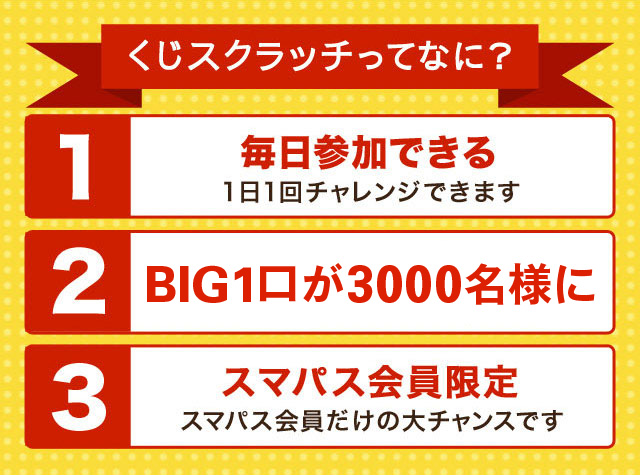 くじスクラッチってなに？
1
毎日参加できる
1日1回チャレンジできます
2
BIG1口が3000名様に
3
スマパス会員限定
スマパス会員だけの大チャンスです